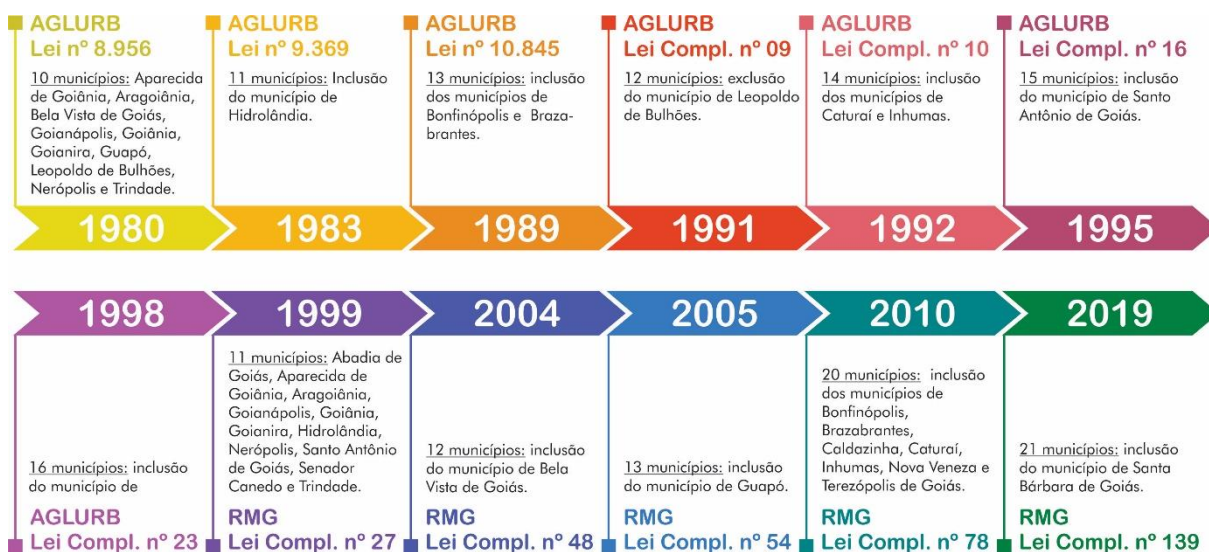 AGLURB
Lei nº 8.956
10 municípios: Aparecida
de Goiânia, Aragoiânia,
Bela Vista de Goiás,
Goianápolis, Goiânia,
Goianira, Guapó,
Leopoldo de Bulhões,
Nerópolis e Trindade.
1980
AGLURB
Lei nº 9.369
11 municípios: Inclusão
do município de
Hidrolândia.
1983
AGLURB
Lei nº 10.845
13 municípios: inclusão
dos municípios de
Bonfinópolis e Braza-
brantes.
1989
AGLURB
Lei Compl. nº 09
12 municípios: exclusão
do município de Leopoldo
de Bulhões.
1991
AGLURB
Lei Compl. nº 10
14 municípios: inclusão
dos municípios de
Caturaí e Inhumas.
1992
AGLURB
Lei Compl. nº 16
15 municípios: inclusão
do município de Santo
Antônio de Goiás.
1995
1998
16 municípios: inclusão
do município de
AGLURB
Lei Compl. nº 23
1999
11 municípios: Abadia de
Goiás, Aparecida de
Goiânia, Aragoiânia,
Goianápolis, Goiânia,
Goianira, Hidrolândia,
Nerópolis, Santo Antônio
de Goiás, Senador
Canedo e Trindade.
RMG
Lei Compl. nº 27
2004
12 municípios: inclusão
do município de Bela
Vista de Goiás.
RMG
Lei Compl. nº 48
2005
13 municípios: inclusão
do município de Guapó.
RMG
Lei Compl. nº 54
2010
20 municípios: inclusão
dos municípios de
Bonfinópolis,
Brazabrantes,
Caldazinha, Caturaí,
Inhumas, Nova Veneza e
Terezópolis de Goiás.
RMG
Lei Compl. nº 78
2019
21 municípios: inclusão
do município de Santa
Bárbara de Goiás.
RMG
Lei Compl. nº 139